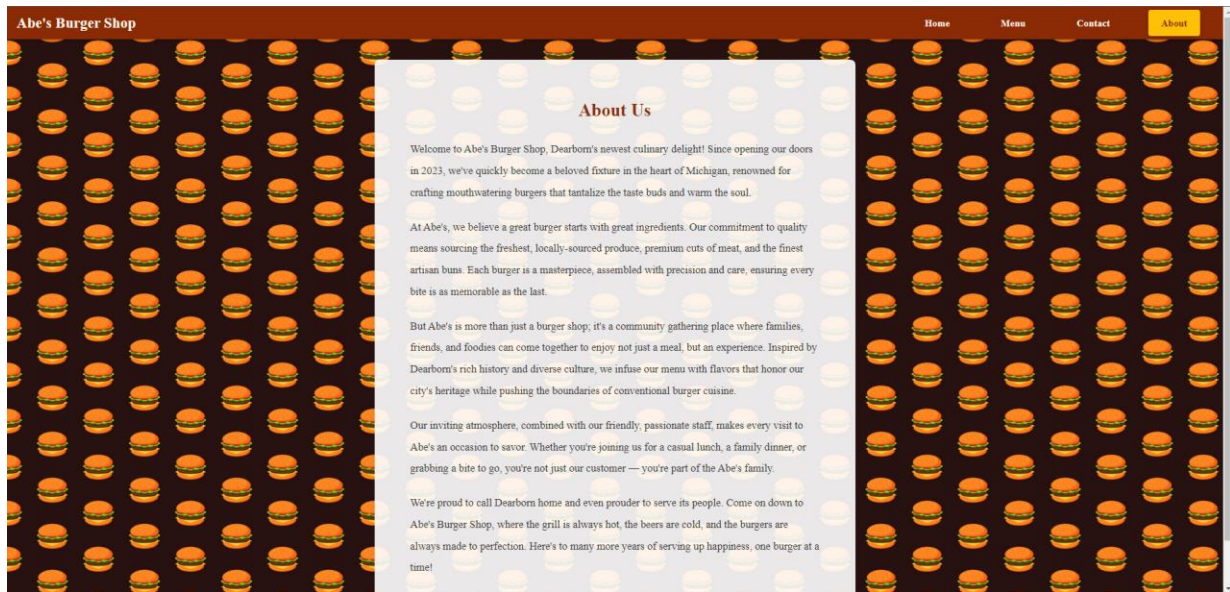 Abe's Burger Shop
Home Menu Contact About
About Us
Welcome to Abe's Burger Shop, Dearborn's newest culinary delight! Since opening our doors
in 2023, we've quickly become a beloved fixture in the heart of Michigan, renowned for
crafting mouthwatering burgers that tantalize the taste buds and warm the soul.
At Abe's, we believe a great burger starts with great ingredients. Our commitment to quality
means sourcing the freshest, locally-sourced produce, premium cuts of meat, and the finest
artisan buns. Each burger is a masterpiece, assembled with precision and care, ensuring every
bite is as memorable as the last.
But Abe's is more than just a burger shop; it's a community gathering place where families,
friends, and foodies can come together to enjoy not just a meal, but an experience. Inspired by
Dearborn's rich history and diverse culture, we infuse our menu with flavors that honor our
city's heritage while pushing the boundaries of conventional burger cuisine.
Our inviting atmosphere, combined with our friendly, passionate staff, makes every visit to
Abe's an occasion to savor. Whether you're joining us for a casual lunch, a family dinner, or
grabbing a bite to go, you're not just our customer — you're part of the Abe's family.
We're proud to call Dearborn home and even prouder to serve its people. Come on down to
Abe's Burger Shop, where the grill is always hot, the beers are cold, and the burgers are
always made to perfection. Here's to many more years of serving up happiness, one burger at a
time!